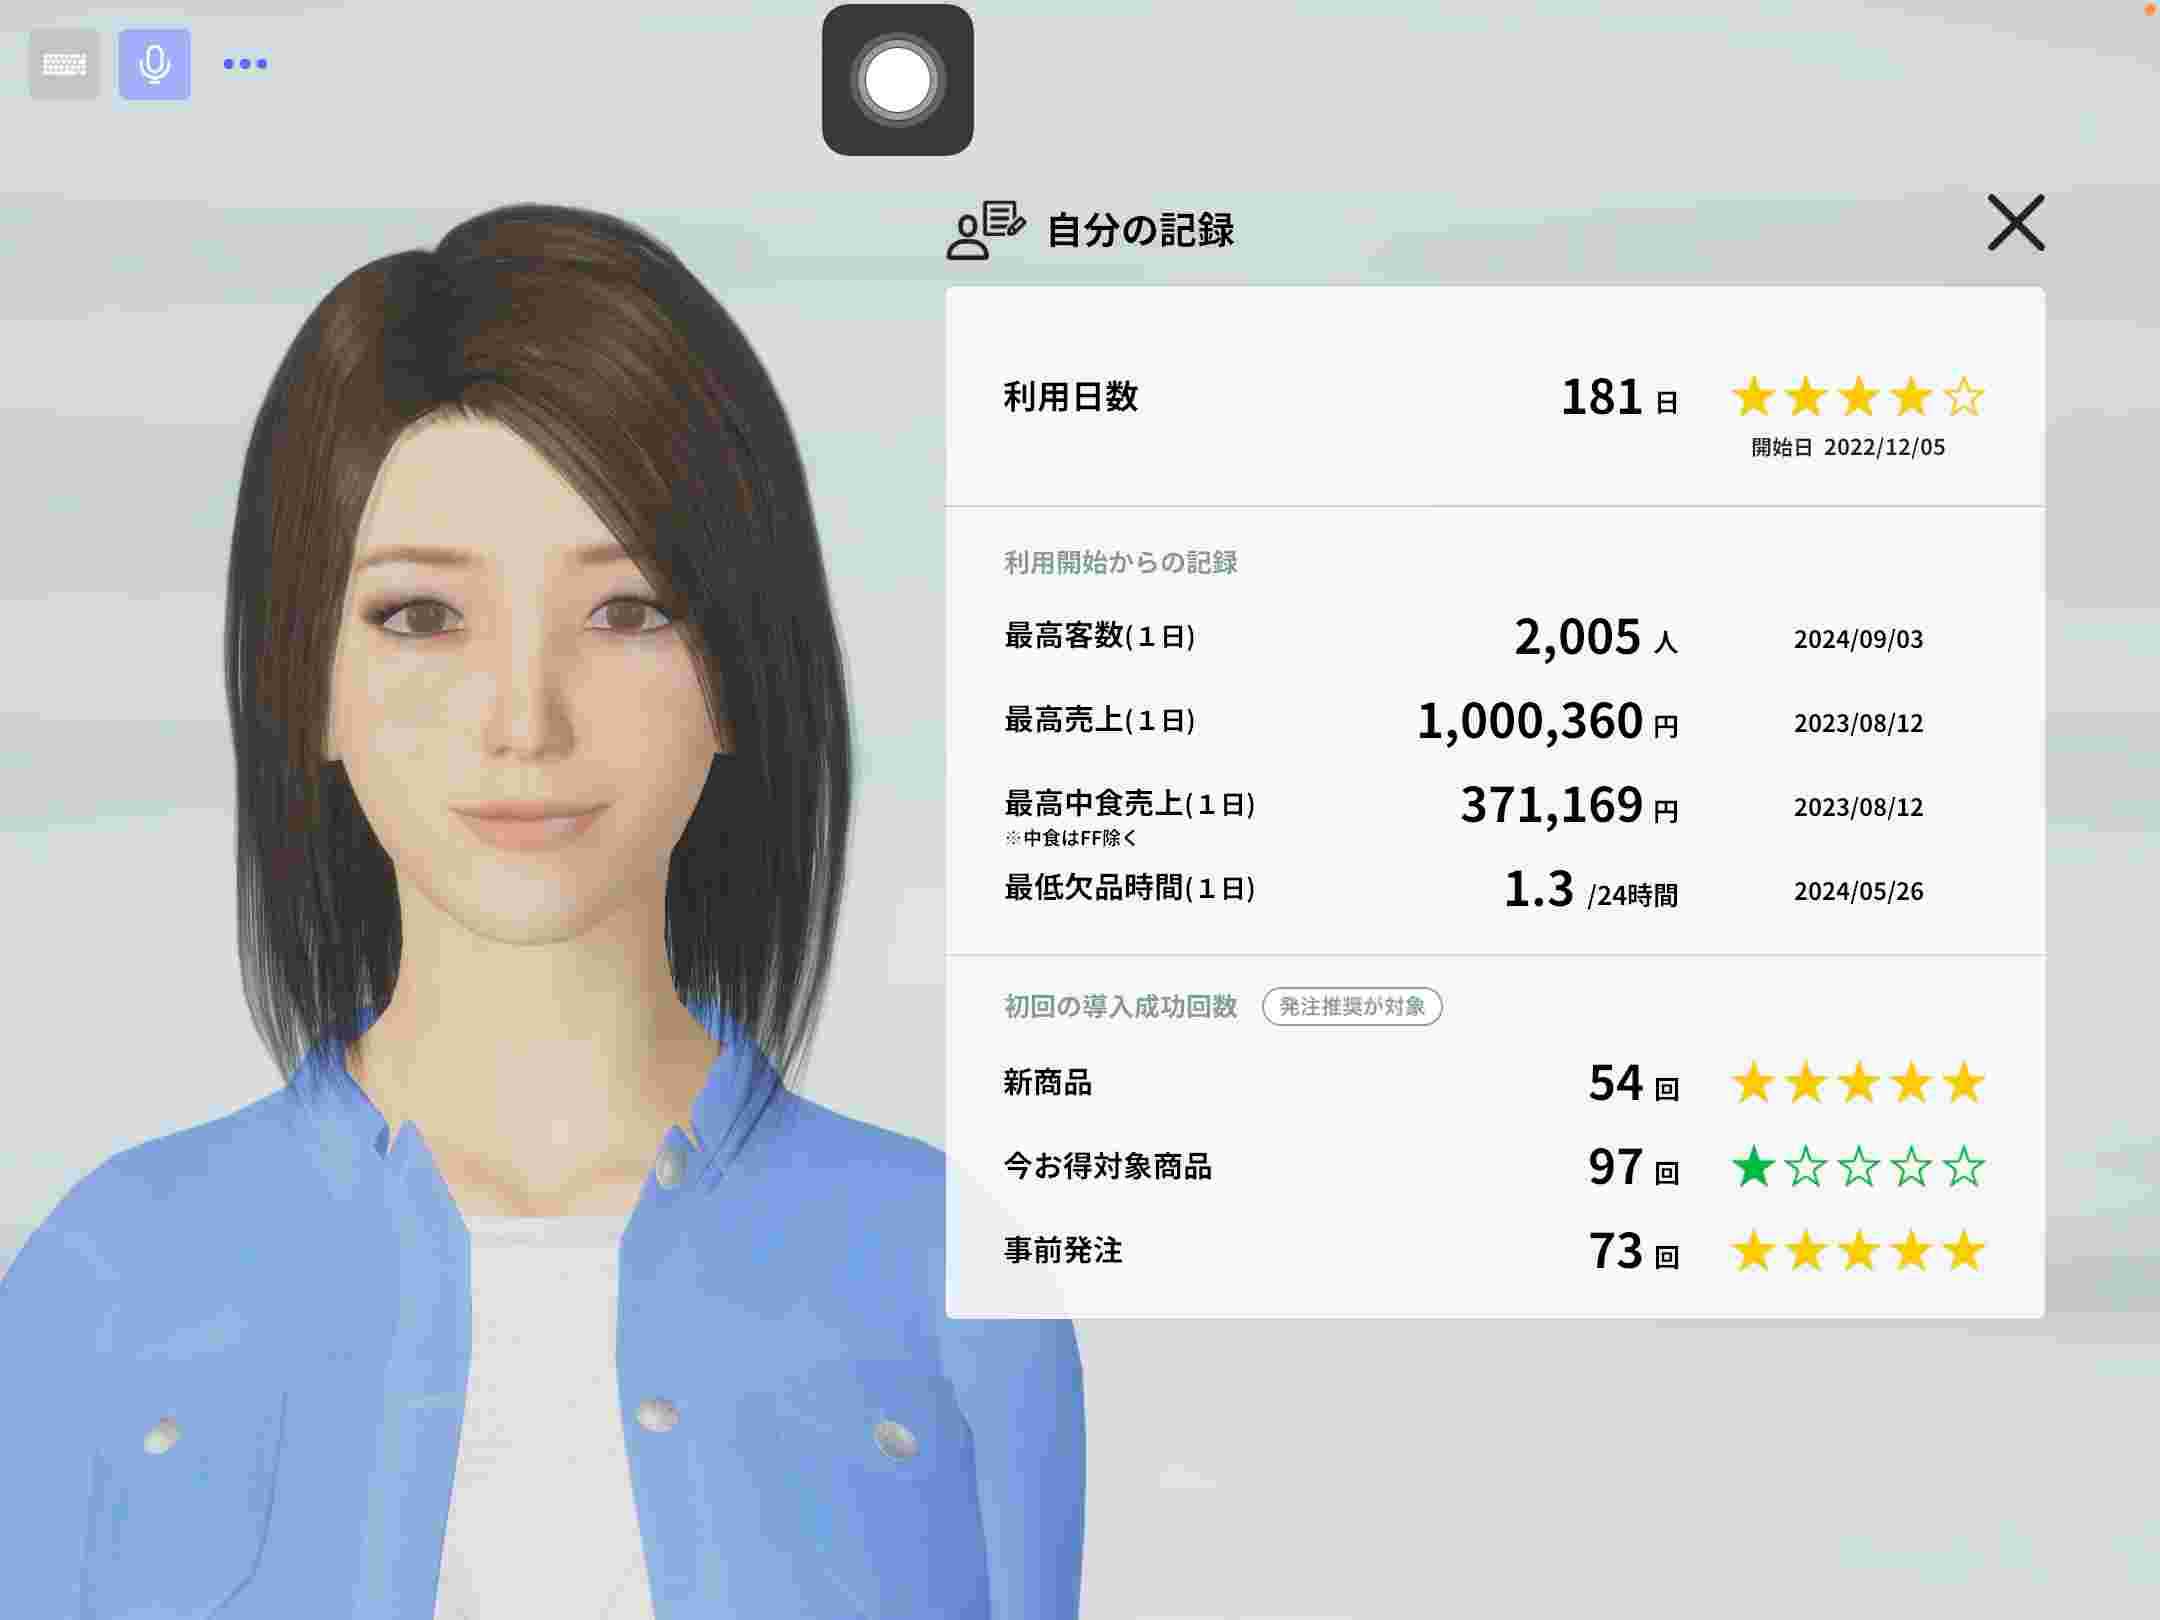 自分の記録
利用日数 181 日
開始日 2022/12/05
利用開始からの記録
最高客数(1日) 2,005 人 2024/09/03
最高売上(1日) 1,000,360 円 2023/08/12
最高中食売上(1日) 371,169 円 2023/08/12
※中食はFF除く
最低欠品時間(1日) 1.3 /24時間 2024/05/26
初回の導入成功回数 発注推奨が対象
新商品 54 回
今お得対象商品 97 回
事前発注 73 回